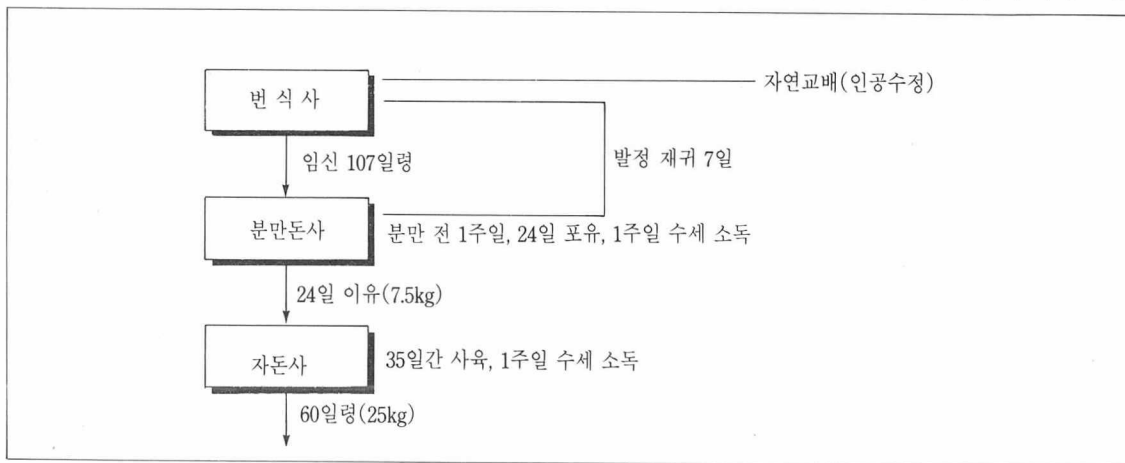 자연교배(인공수정)
번 식 사
임신 107일령
발정 재귀 7일
분만돈사
분만 전 1주일, 24일 포유, 1주일 수세 소독
24일 이유(7.5kg)
자돈사
35일간 사육, 1주일 수세 소독
60일령(25kg)